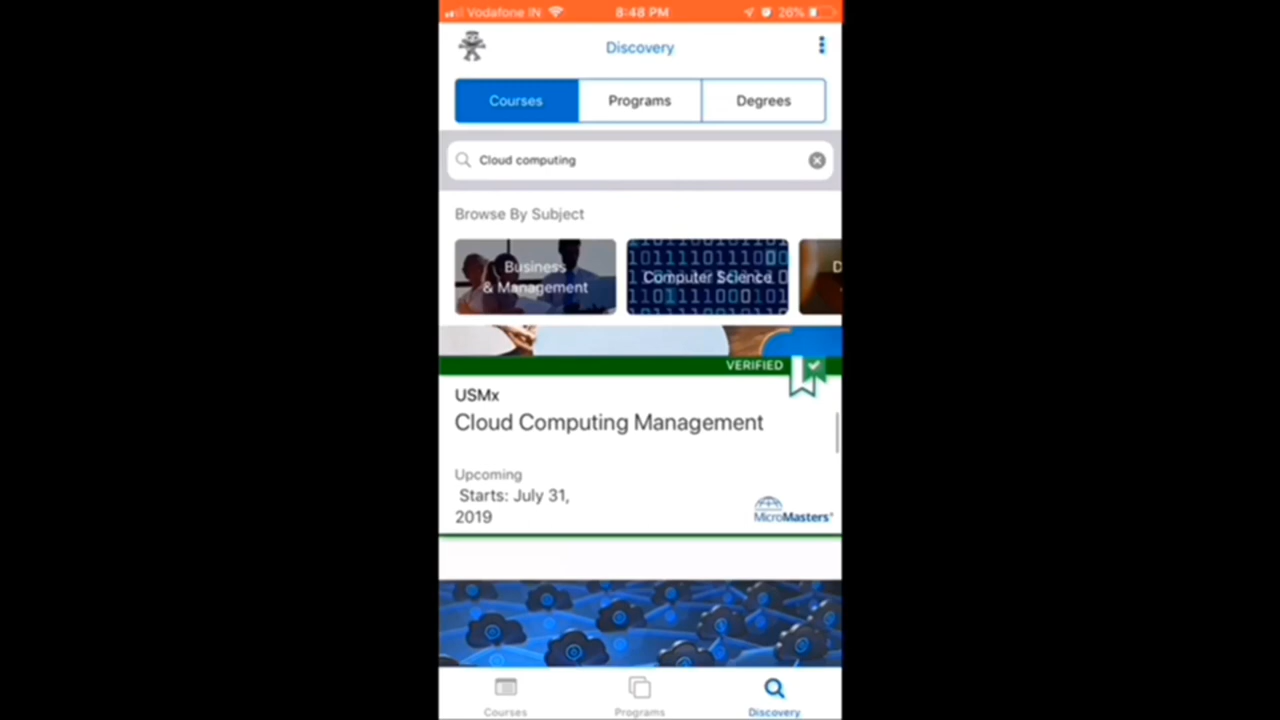 Vodafone IN
8:48 PM
26%
Discovery
Courses
Programs
Degrees
Cloud computing
Browse By Subject
Business
& Management
Computer Science
D
VERIFIED
USMx
Cloud Computing Management
Upcoming
Starts: July 31,
2019
MicroMasters
Courses
Programs
Discovery